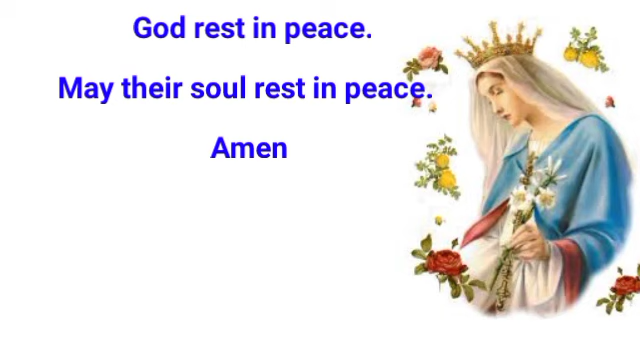 God rest in peace.
May their soul rest in peace.
Amen